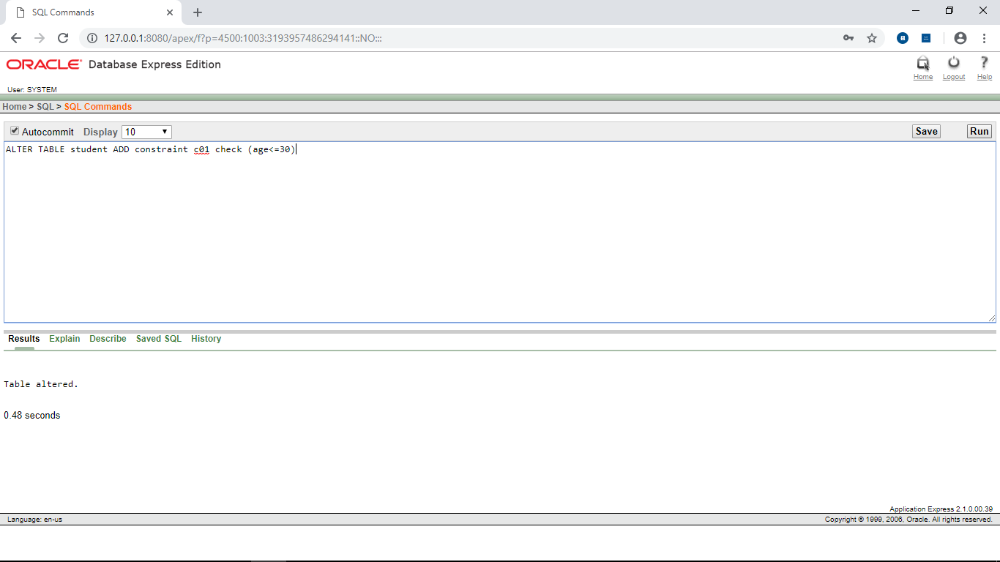 SQL Commands
127.0.0.1:8080/apex/f?p=4500:1003:3193957486294141::NO:::
ORACLE Database Express Edition
Home Logout Help
User: SYSTEM
Home > SQL > SQL Commands
Autocommit Display 10 Save Run
ALTER TABLE student ADD constraint c01 check (age<=30)
Results Explain Describe Saved SQL History
Table altered.
0.48 seconds
Application Express 2.1.0.00.39
Language: en-us Copyright © 1999, 2006, Oracle. All rights reserved.